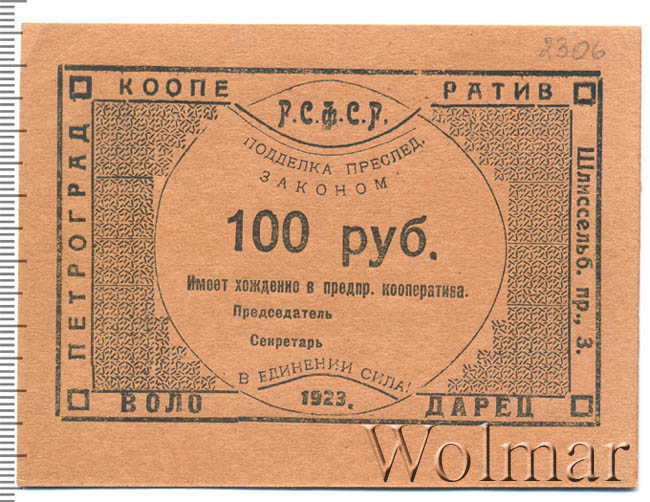 2306
КООПЕ РАТИВ
Р.С.Ф.С.Р.
ПОДДЕЛКА ПРЕСЛЕД.
ЗАКОНОМ
ПЕТРОГРАД
100 руб.
Шлиссельб. пр., 3.
Имеет хождение в предпр. кооператива.
Председатель
Секретарь
В ЕДИНЕНИИ СИЛА!
1923.
ВОЛО ДАРЕЦ
Wolmar